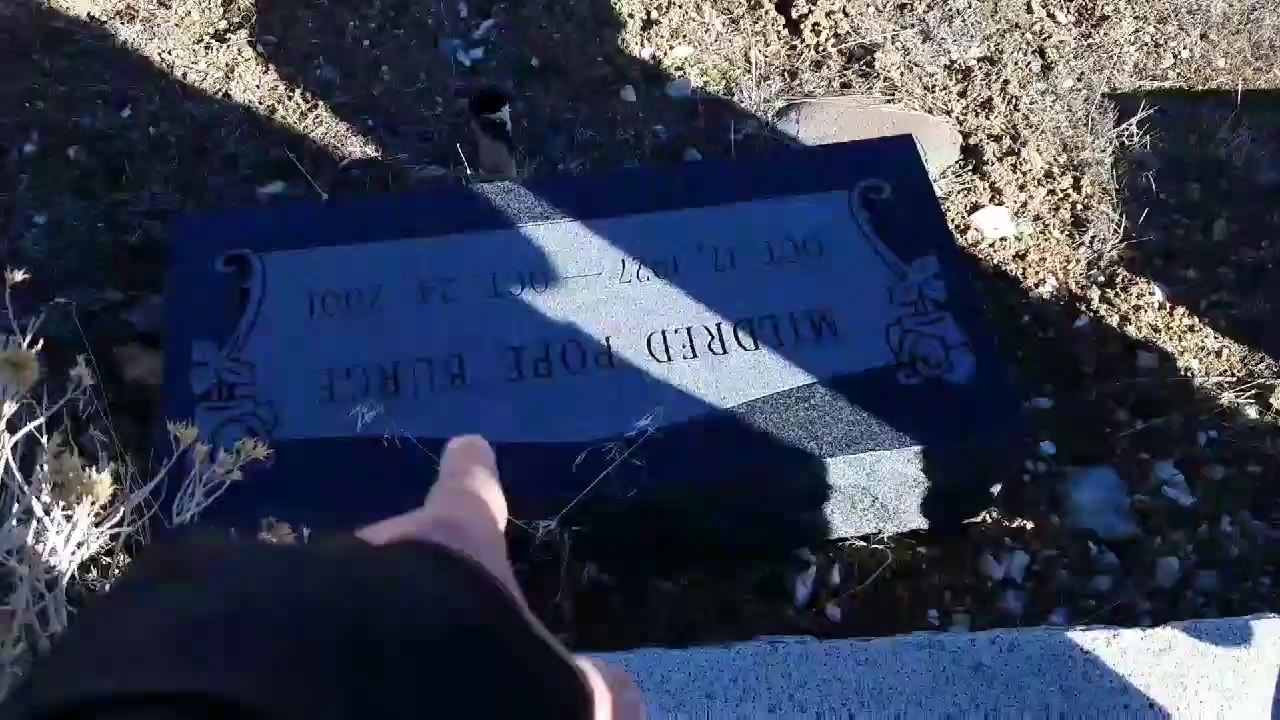 MILDRED POPE BURGE
OCT 17, 1927 — OCT 24 2001